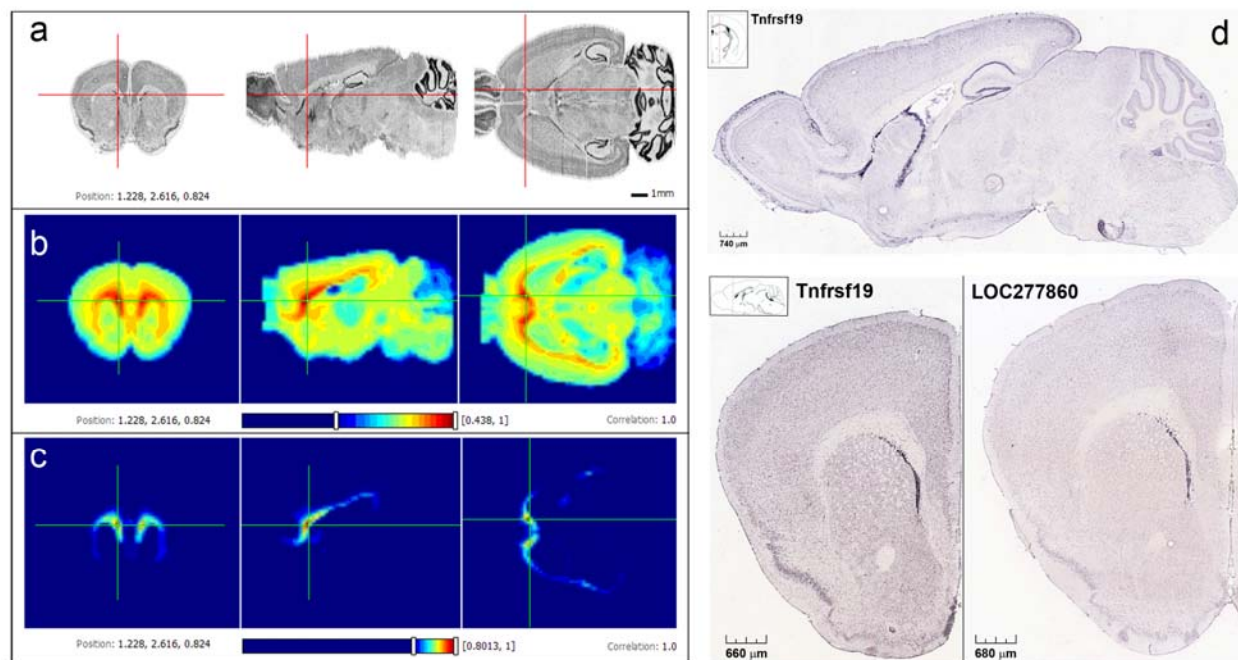 a
Position: 1.228, 2.616, 0.824
1mm
b
Position: 1.228, 2.616, 0.824
[0.438, 1]
Correlation: 1.0
c
Position: 1.228, 2.616, 0.824
[0.8013, 1]
Correlation: 1.0
Tnfrsf19
d
740 µm
Tnfrsf19
660 µm
LOC277860
680 µm